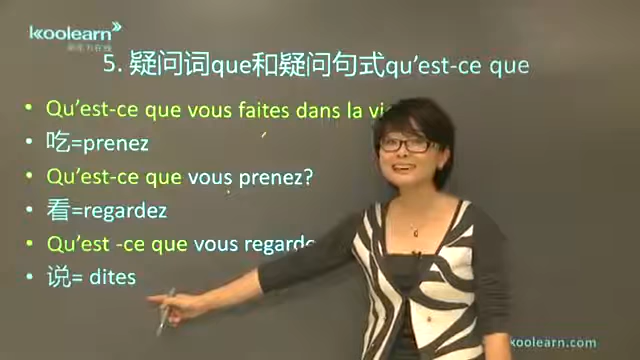 koolearn
新东方在线
5. 疑问词que和疑问句式qu'est-ce que
• Qu'est-ce que vous faites dans la vi
• 吃=prenez
• Qu'est-ce que vous prenez?
• 看=regardez
• Qu'est -ce que vous regarde
• 说= dites
koolearn.com